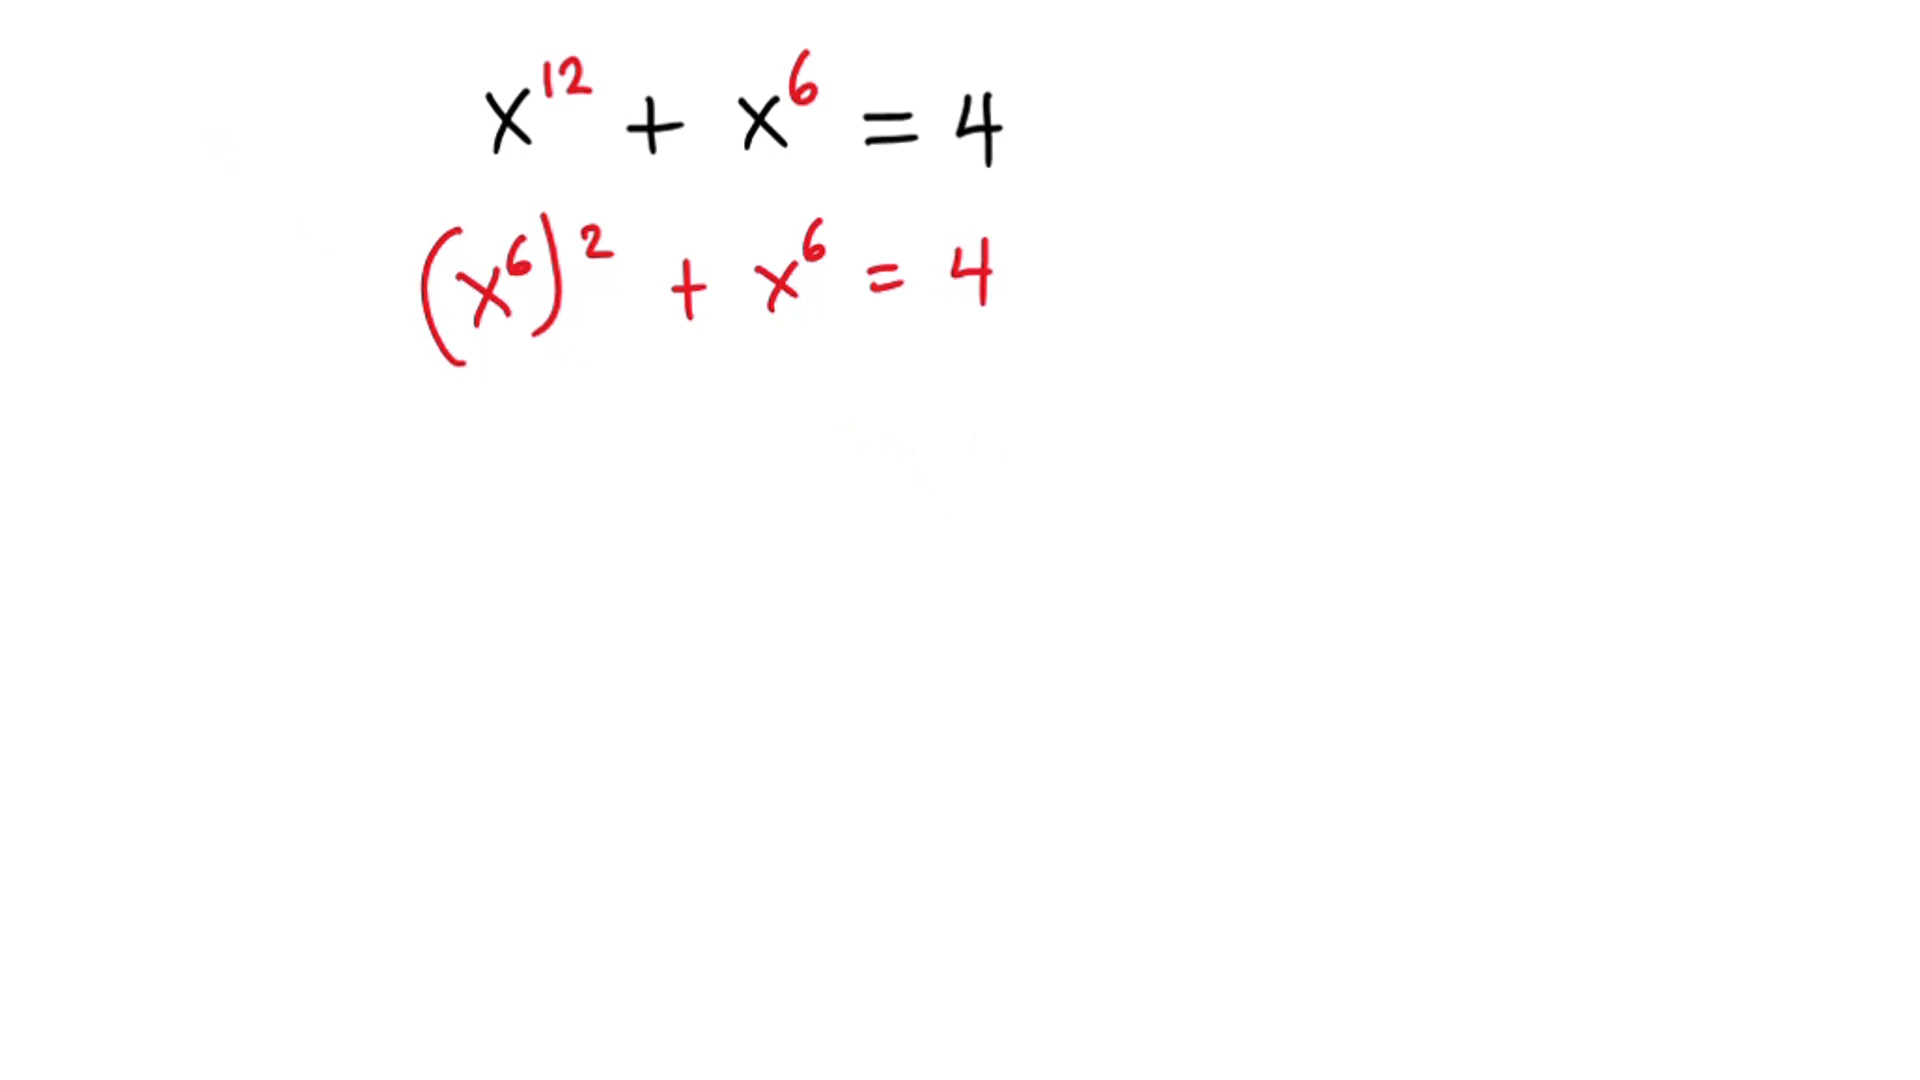 x¹² + x⁶ = 4
(x⁶)² + x⁶ = 4